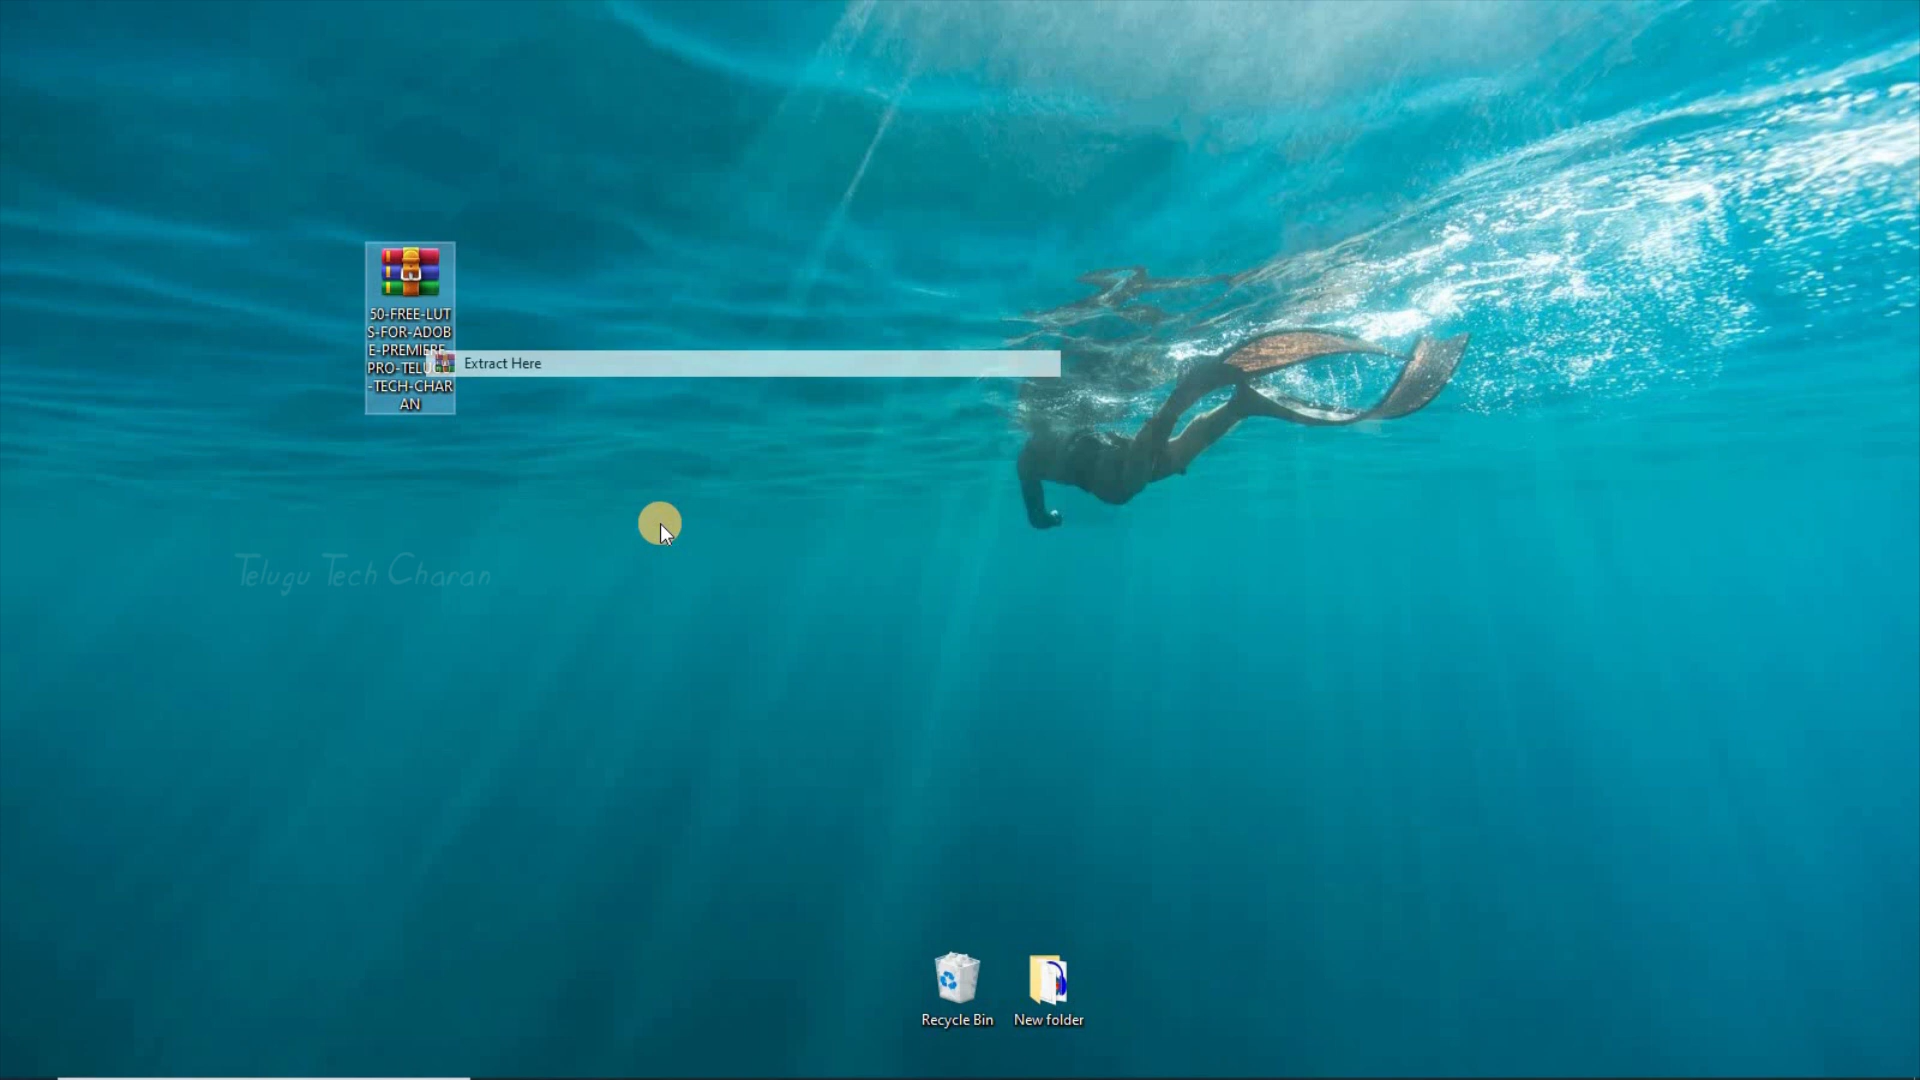 50-FREE-LUT
S-FOR-ADOB
E-PREMIERE-
PRO-TELUG
-TECH-CHAR
AN
Extract Here
Telugu Tech Charan
Recycle Bin
New folder